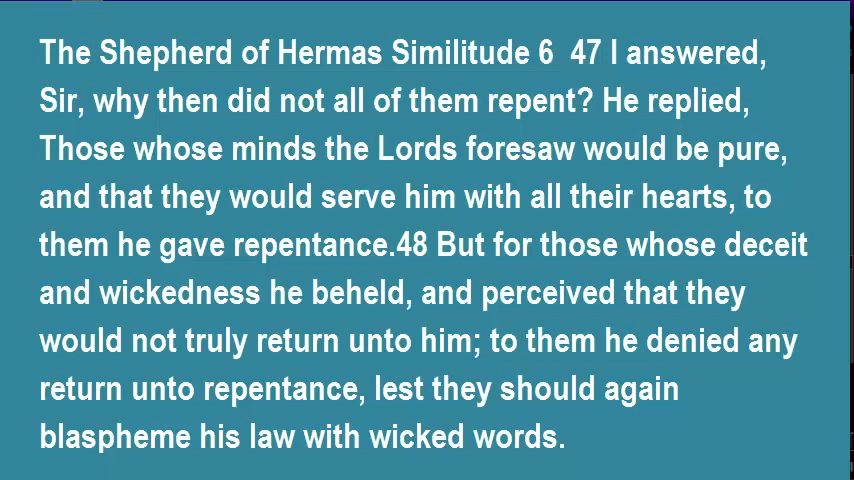 The Shepherd of Hermas Similitude 6  47 I answered,
Sir, why then did not all of them repent? He replied,
Those whose minds the Lords foresaw would be pure,
and that they would serve him with all their hearts, to
them he gave repentance.48 But for those whose deceit
and wickedness he beheld, and perceived that they
would not truly return unto him; to them he denied any
return unto repentance, lest they should again
blaspheme his law with wicked words.